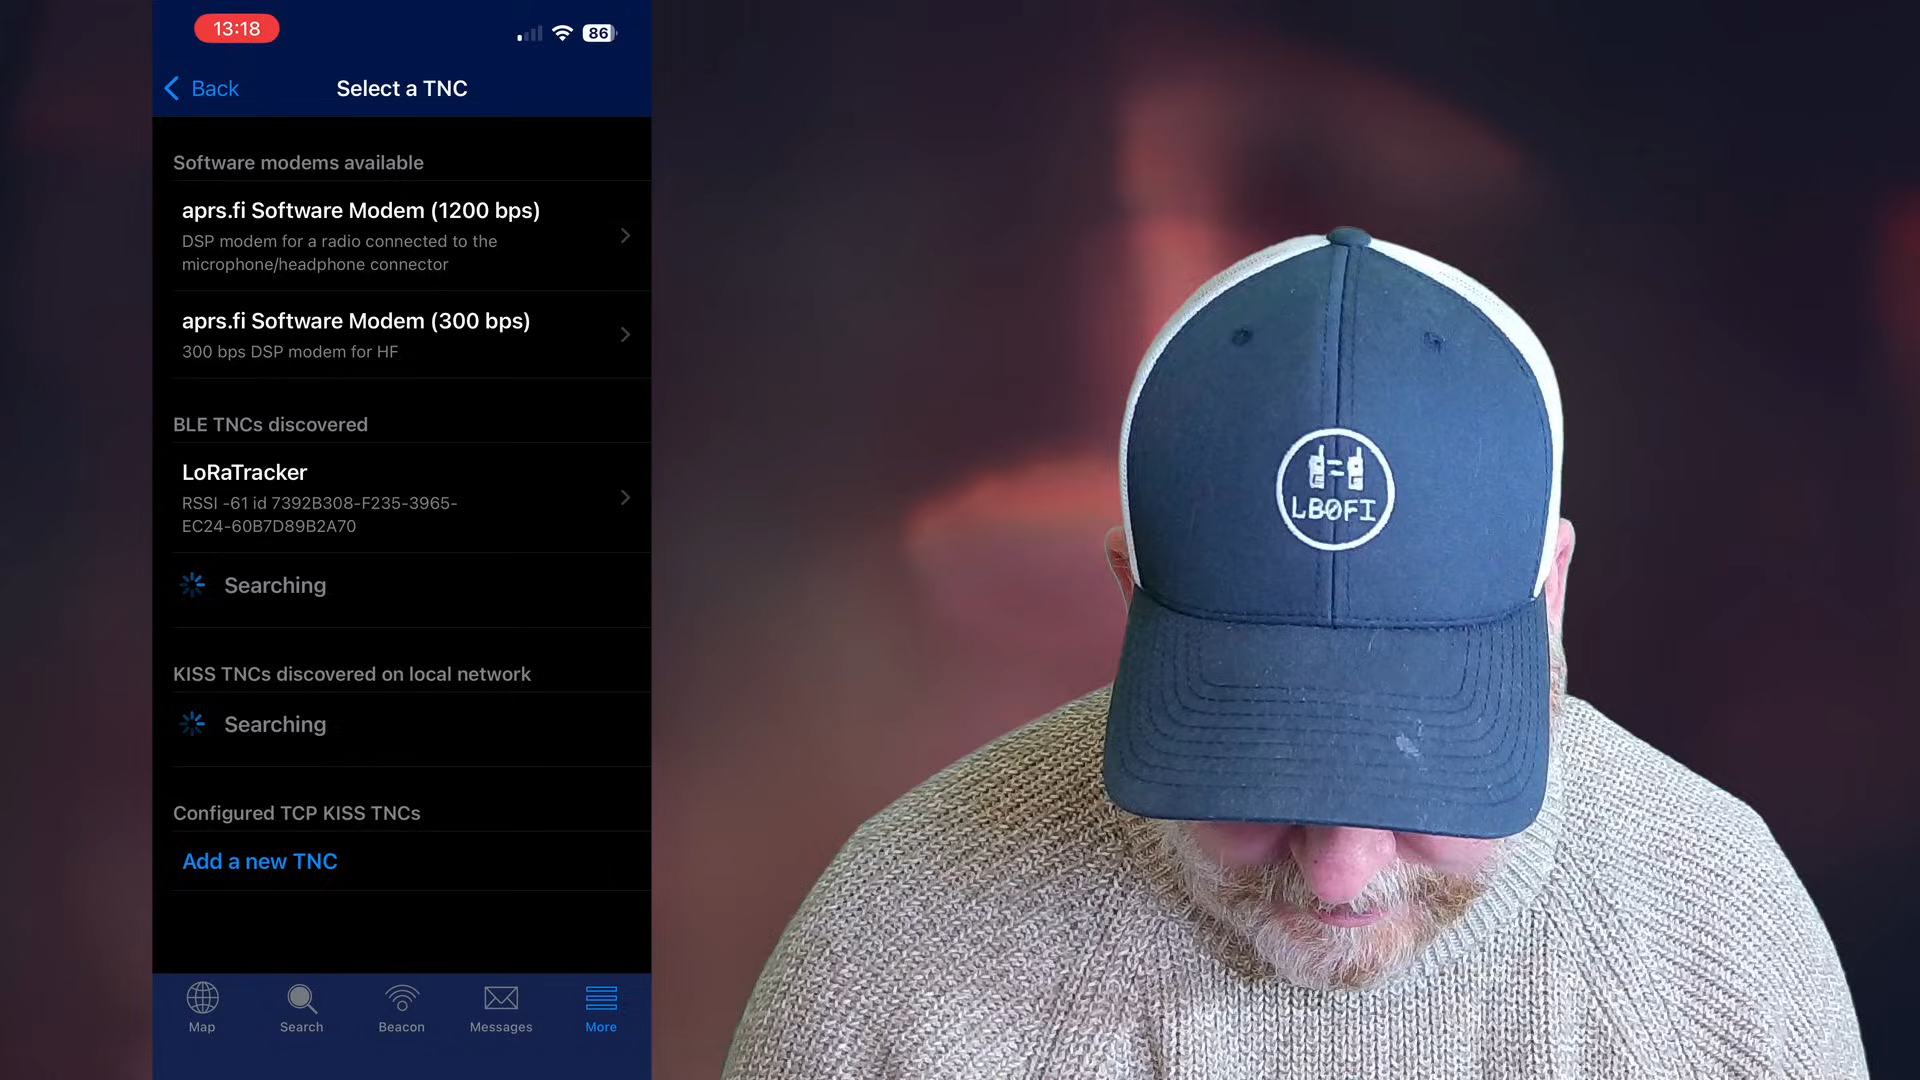 13:18
86
Back
Select a TNC
Software modems available
aprs.fi Software Modem (1200 bps)
DSP modem for a radio connected to the
microphone/headphone connector
aprs.fi Software Modem (300 bps)
300 bps DSP modem for HF
BLE TNCs discovered
LoRaTracker
RSSI -61 id 7392B308-F235-3965-
EC24-60B7D89B2A70
Searching
KISS TNCs discovered on local network
Searching
Configured TCP KISS TNCs
Add a new TNC
Map
Search
Beacon
Messages
More
LB0FI